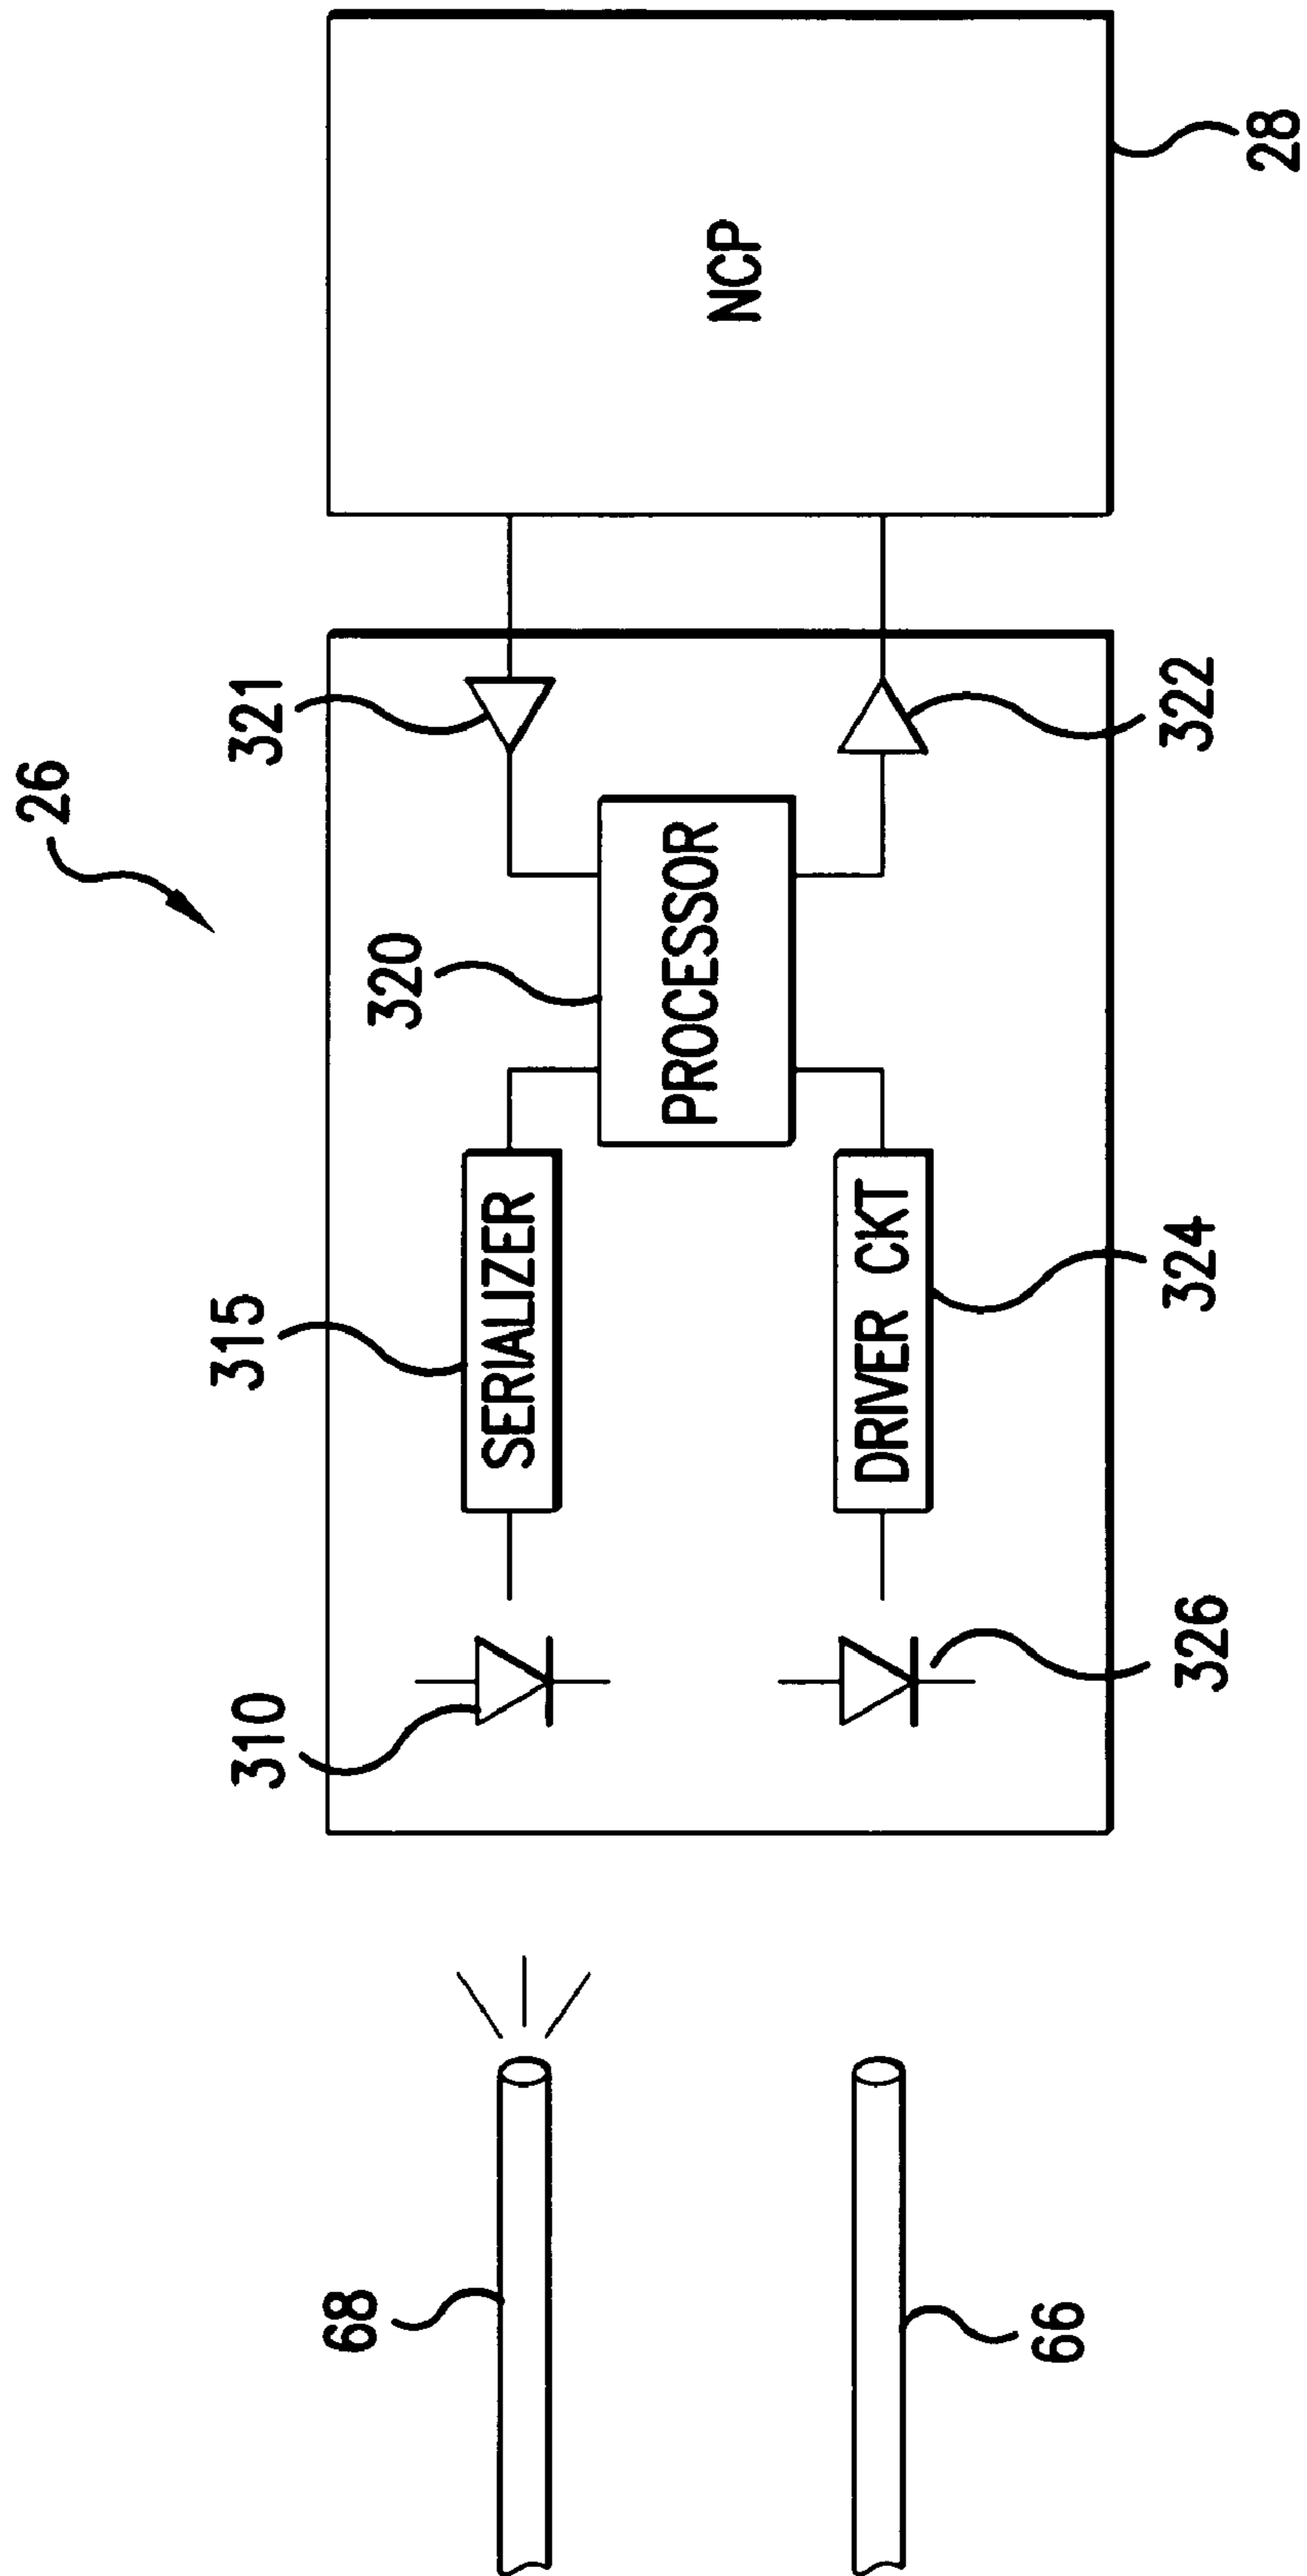 26
310
315
SERIALIZER
320
321
PROCESSOR
NCP
326
DRIVER CKT
324
322
28
68
66